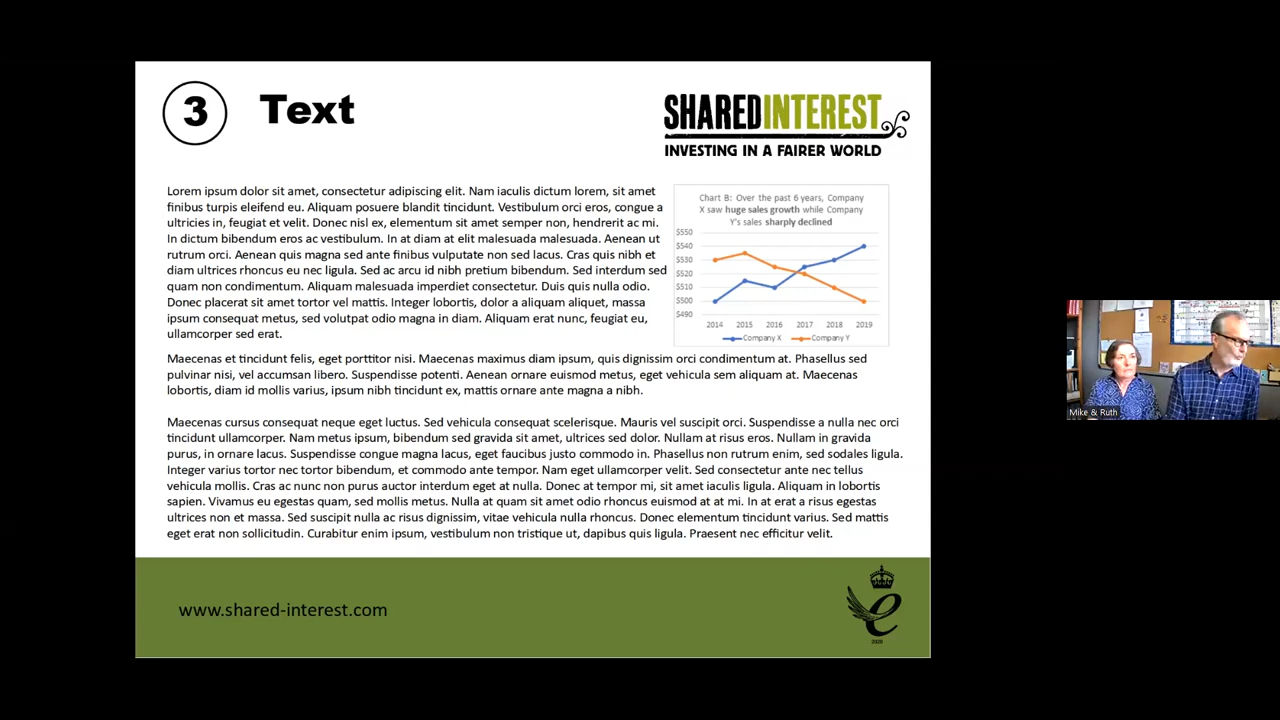 3 Text
SHARED INTEREST
INVESTING IN A FAIRER WORLD
Lorem ipsum dolor sit amet, consectetur adipiscing elit. Nam iaculis dictum lorem, sit amet
finibus turpis eleifend eu. Aliquam posuere blandit tincidunt. Vestibulum orci eros, congue a
ultricies in, feugiat et velit. Donec nisl ex, elementum sit amet semper non, hendrerit ac mi.
In dictum bibendum eros ac vestibulum. In at diam at elit malesuada malesuada. Aenean ut
rutrum orci. Aenean quis magna sed ante finibus vulputate non sed lacus. Cras quis nibh et
diam ultrices rhoncus eu nec ligula. Sed ac arcu id nibh pretium bibendum. Sed interdum sed
quam non condimentum. Aliquam malesuada imperdiet consectetur. Duis quis nulla odio.
Donec placerat sit amet tortor vel mattis. Integer lobortis, dolor a aliquam aliquet, massa
ipsum consequat metus, sed volutpat odio magna in diam. Aliquam erat nunc, feugiat eu,
ullamcorper sed erat.
Chart B: Over the past 6 years, Company
X saw huge sales growth while Company
Y's sales sharply declined
$550
$540
$530
$520
$510
$500
$490
2014 2015 2016 2017 2018 2019
Company X Company Y
Maecenas et tincidunt felis, eget porttitor nisi. Maecenas maximus diam ipsum, quis dignissim orci condimentum at. Phasellus sed
pulvinar nisi, vel accumsan libero. Suspendisse potenti. Aenean ornare euismod metus, eget vehicula sem aliquam at. Maecenas
lobortis, diam id mollis varius, ipsum nibh tincidunt ex, mattis ornare ante magna a nibh.
Maecenas cursus consequat neque eget luctus. Sed vehicula consequat scelerisque. Mauris vel suscipit orci. Suspendisse a nulla nec orci
tincidunt ullamcorper. Nam metus ipsum, bibendum sed gravida sit amet, ultrices sed dolor. Nullam at risus eros. Nullam in gravida
purus, in ornare lacus. Suspendisse congue magna lacus, eget faucibus justo commodo in. Phasellus non rutrum enim, sed sodales ligula.
Integer varius tortor nec tortor bibendum, et commodo ante tempor. Nam eget ullamcorper velit. Sed consectetur ante nec tellus
vehicula mollis. Cras ac nunc non purus auctor interdum eget at nulla. Donec at tempor mi, sit amet iaculis ligula. Aliquam in lobortis
sapien. Vivamus eu egestas quam, sed mollis metus. Nulla at quam sit amet odio rhoncus euismod at at mi. In at erat a risus egestas
ultrices non et massa. Sed suscipit nulla ac risus dignissim, vitae vehicula nulla rhoncus. Donec elementum tincidunt varius. Sed mattis
eget erat non sollicitudin. Curabitur enim ipsum, vestibulum non tristique ut, dapibus quis ligula. Praesent nec efficitur velit.
www.shared-interest.com
e
2020
Mike & Ruth